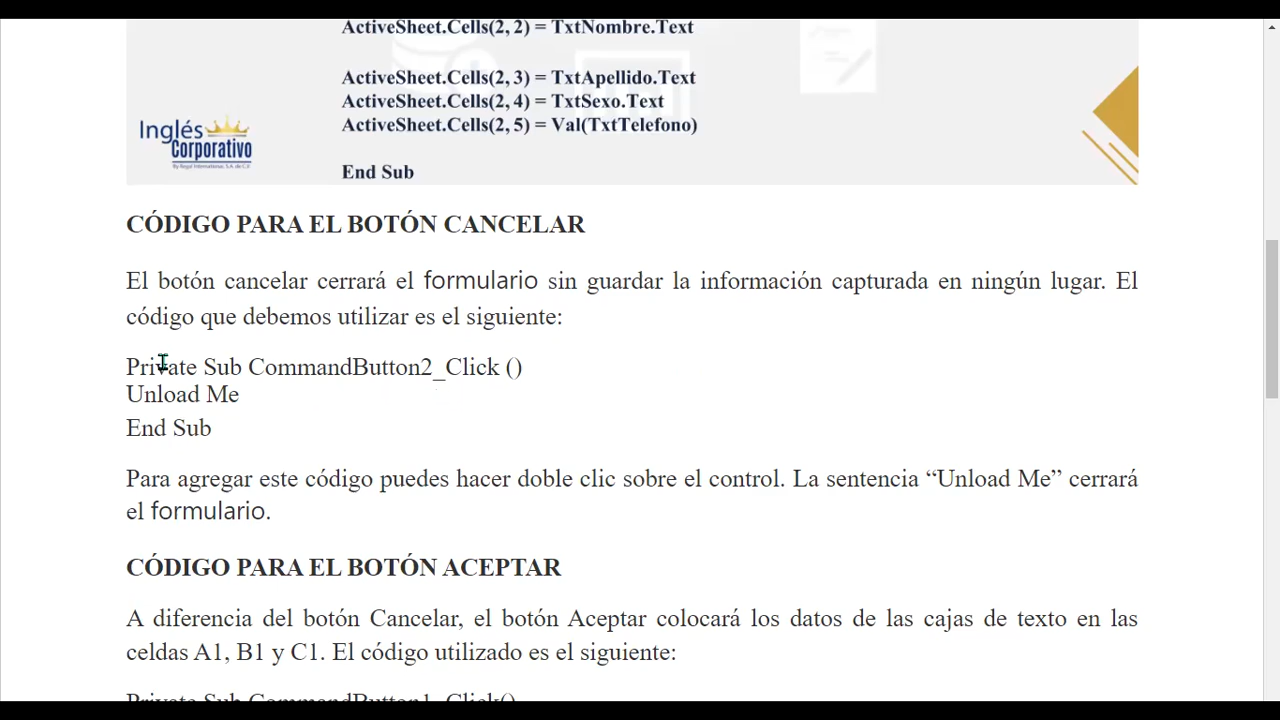 ActiveSheet.Cells(2, 2) = TxtNombre.Text
ActiveSheet.Cells(2, 3) = TxtApellido.Text
ActiveSheet.Cells(2, 4) = TxtSexo.Text
ActiveSheet.Cells(2, 5) = Val(TxtTelefono)
End Sub
Inglés
Corporativo
CÓDIGO PARA EL BOTÓN CANCELAR
El botón cancelar cerrará el formulario sin guardar la información capturada en ningún lugar. El
código que debemos utilizar es el siguiente:
Private Sub CommandButton2_Click ()
Unload Me
End Sub
Para agregar este código puedes hacer doble clic sobre el control. La sentencia “Unload Me” cerrará
el formulario.
CÓDIGO PARA EL BOTÓN ACEPTAR
A diferencia del botón Cancelar, el botón Aceptar colocará los datos de las cajas de texto en las
celdas A1, B1 y C1. El código utilizado es el siguiente:
Private Sub CommandButton1_Click()